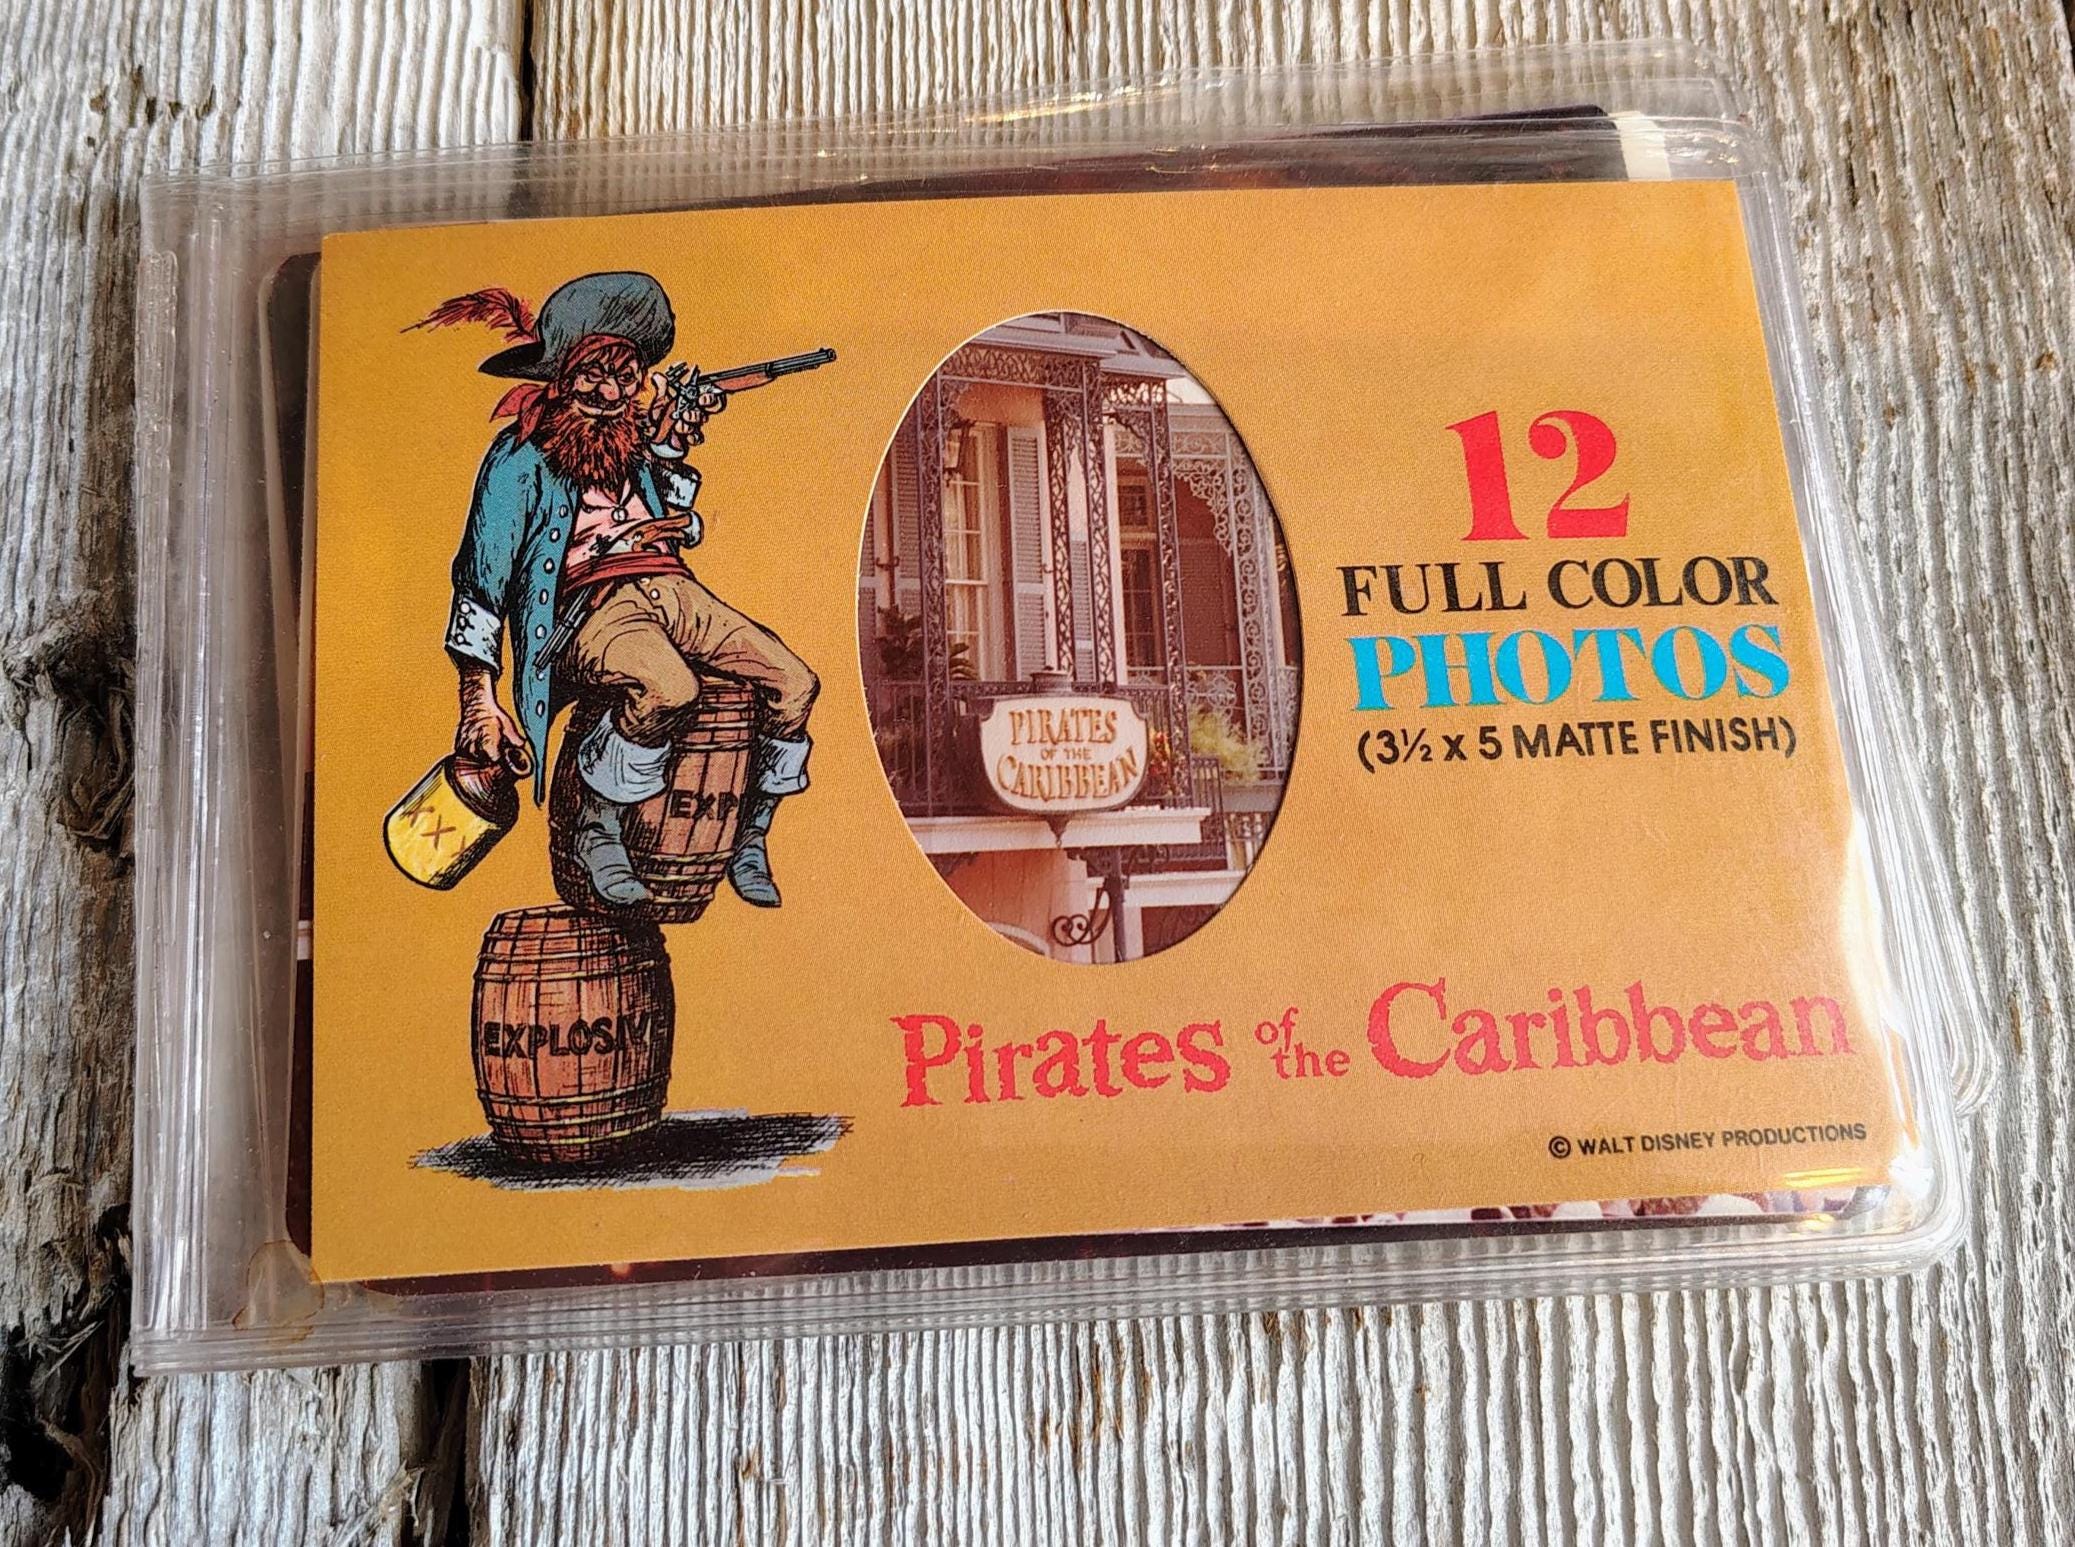 12
FULL COLOR
PHOTOS
(3½ x 5 MATTE FINISH)
PIRATES
OF THE
CARIBBEAN
XXX
EXP
EXPLOSIVE
Pirates of the Caribbean
© WALT DISNEY PRODUCTIONS